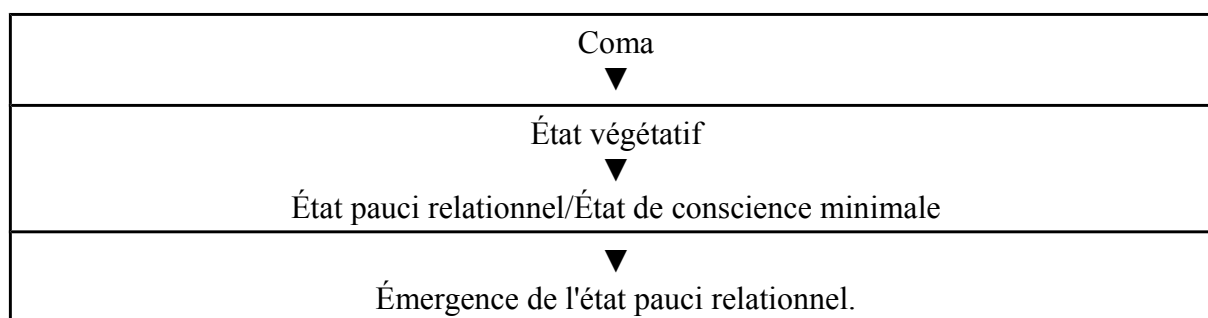 Coma
▼
État végétatif
▼
État pauci relationnel/État de conscience minimale
▼
Émergence de l'état pauci relationnel.